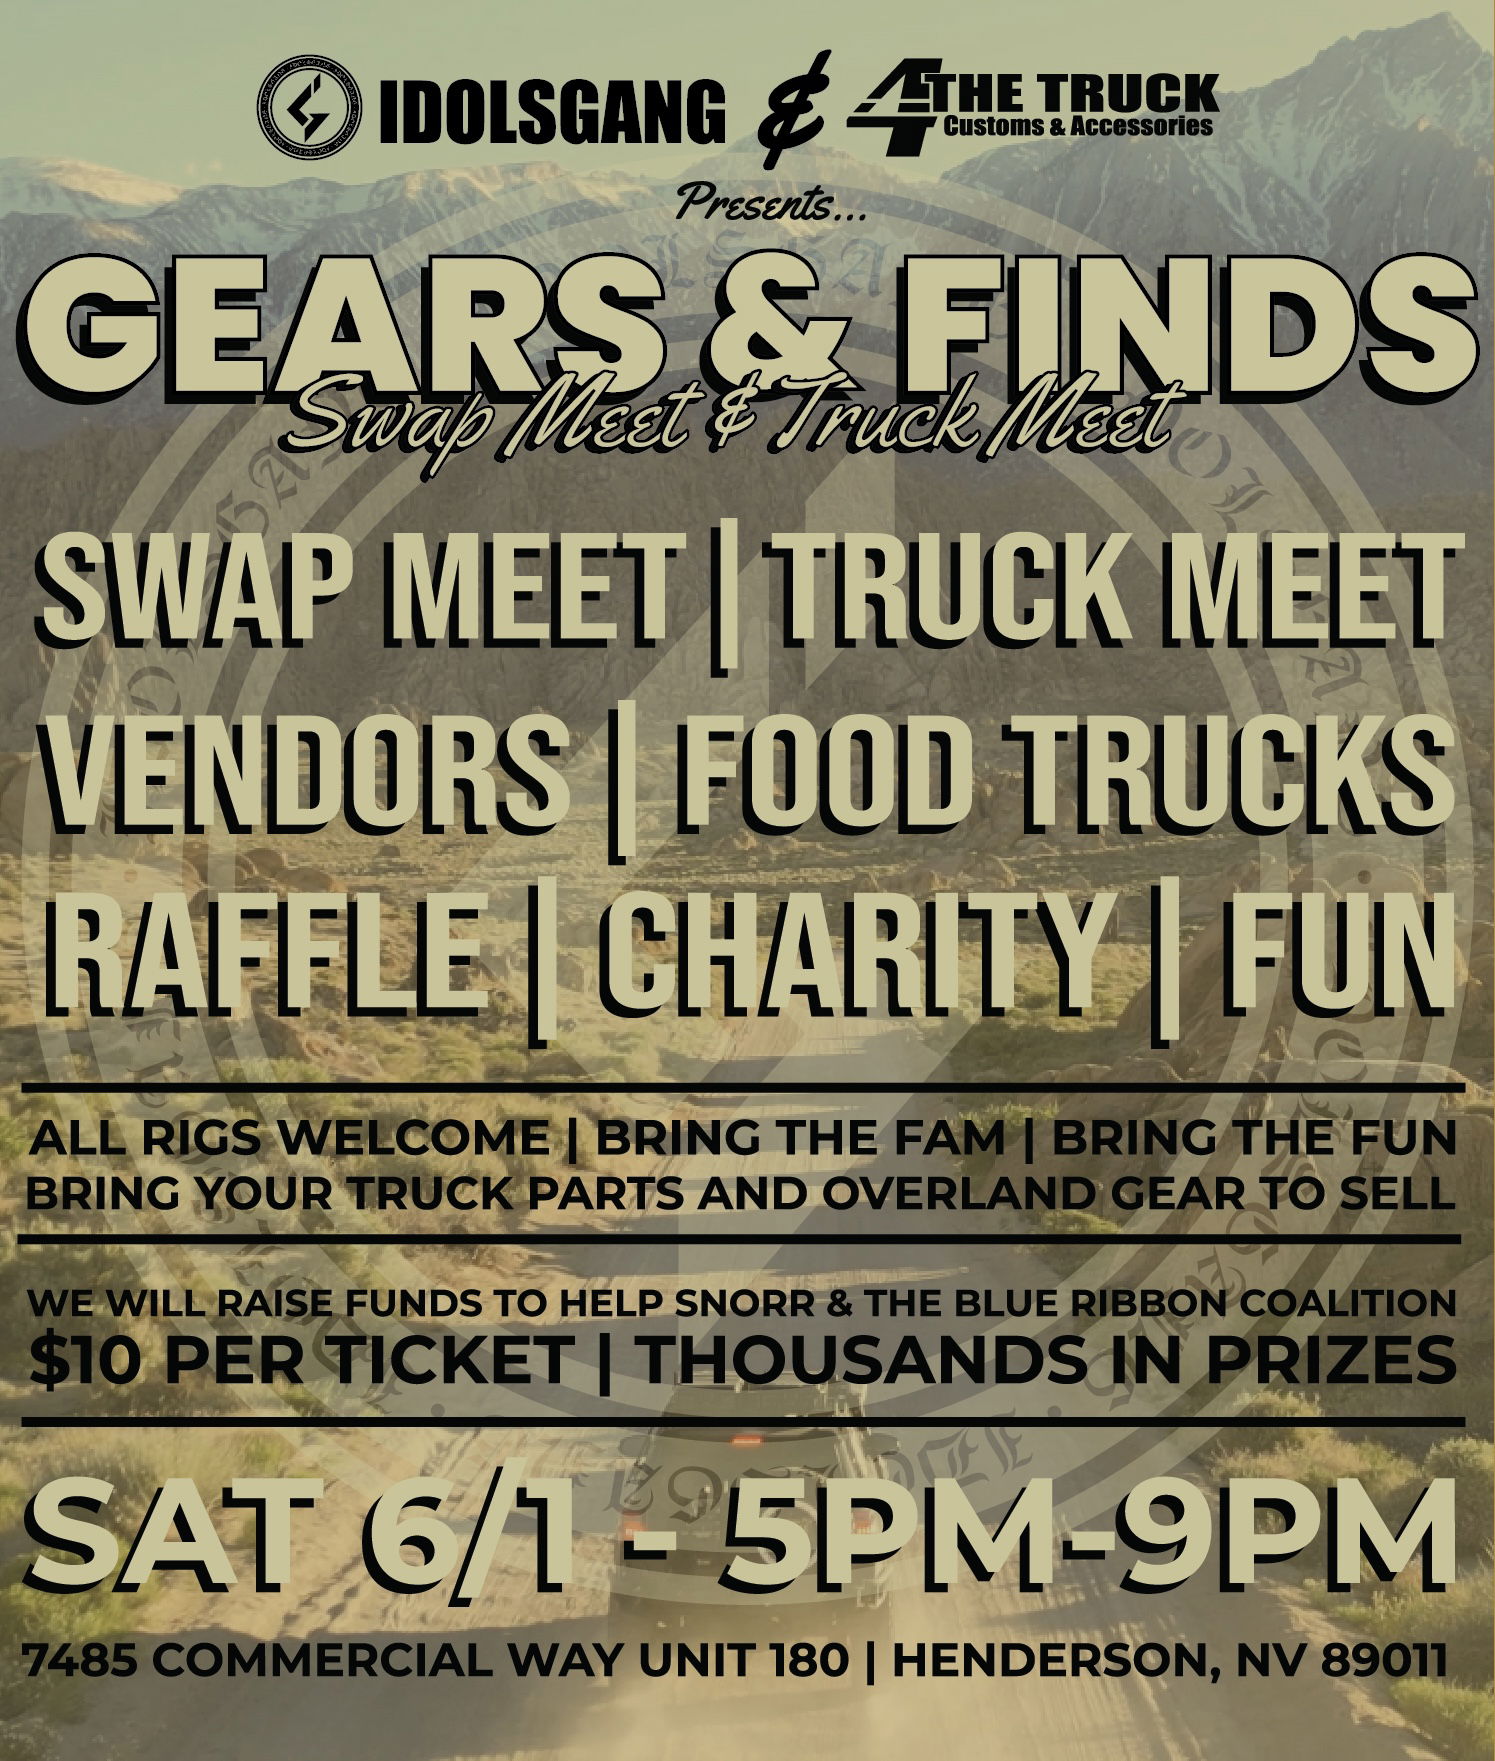 IDOLSGANG & 4THE TRUCK
Customs & Accessories
Presents...
GEARS & FINDS
Swap Meet & Truck Meet
SWAP MEET | TRUCK MEET
VENDORS | FOOD TRUCKS
RAFFLE | CHARITY | FUN
ALL RIGS WELCOME | BRING THE FAM | BRING THE FUN
BRING YOUR TRUCK PARTS AND OVERLAND GEAR TO SELL
WE WILL RAISE FUNDS TO HELP SNORR & THE BLUE RIBBON COALITION
$10 PER TICKET | THOUSANDS IN PRIZES
SAT 6/1 - 5PM-9PM
7485 COMMERCIAL WAY UNIT 180 | HENDERSON, NV 89011